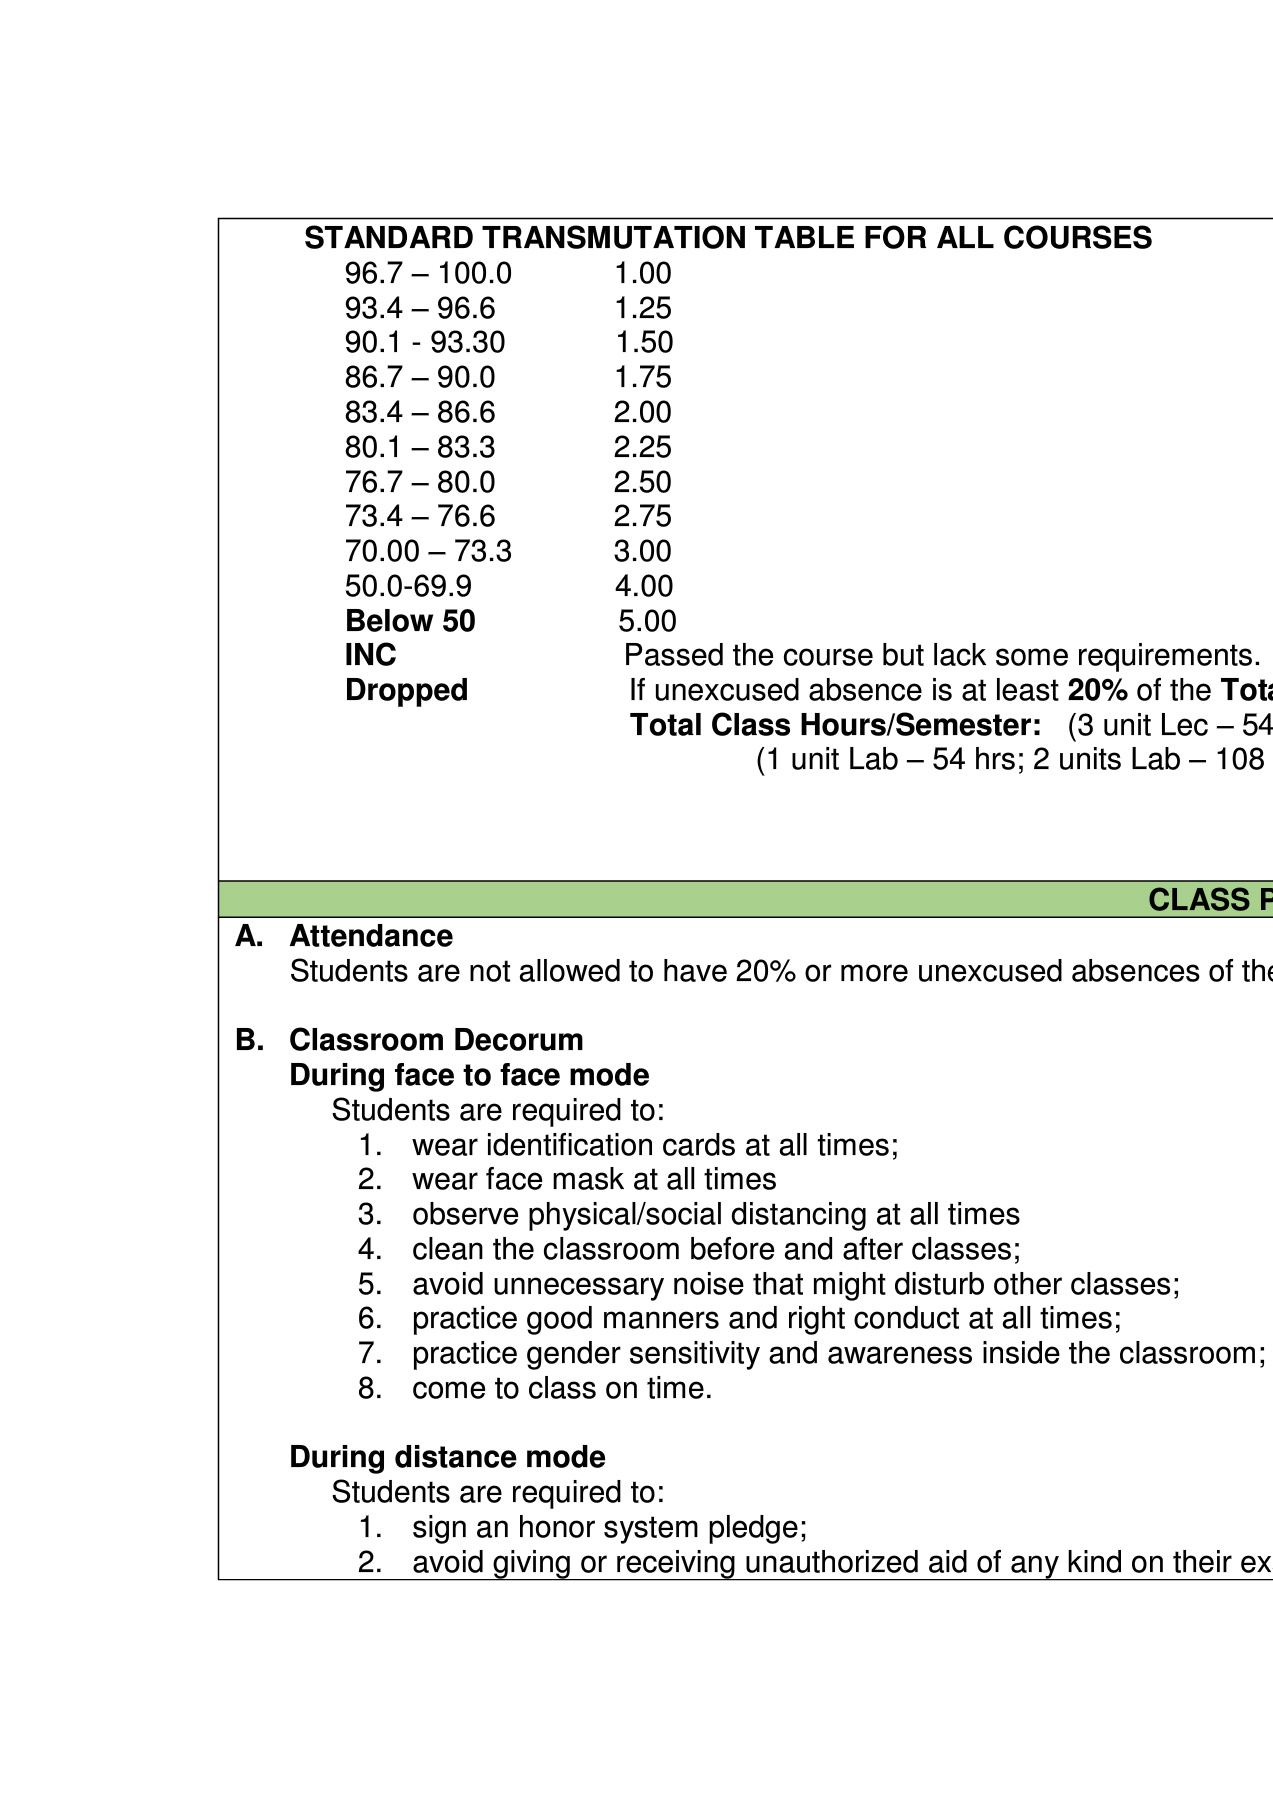 STANDARD TRANSMUTATION TABLE FOR ALL COURSES
96.7 – 100.0 1.00
93.4 – 96.6 1.25
90.1 - 93.30 1.50
86.7 – 90.0 1.75
83.4 – 86.6 2.00
80.1 – 83.3 2.25
76.7 – 80.0 2.50
73.4 – 76.6 2.75
70.00 – 73.3 3.00
50.0-69.9 4.00
Below 50 5.00
INC Passed the course but lack some requirements.
Dropped If unexcused absence is at least 20% of the
Total Class Hours/Semester: (3 unit Lec – 54
(1 unit Lab – 54 hrs; 2 units Lab – 108
CLASS
A. Attendance
Students are not allowed to have 20% or more unexcused absences of
B. Classroom Decorum
During face to face mode
Students are required to:
1. wear identification cards at all times;
2. wear face mask at all times
3. observe physical/social distancing at all times
4. clean the classroom before and after classes;
5. avoid unnecessary noise that might disturb other classes;
6. practice good manners and right conduct at all times;
7. practice gender sensitivity and awareness inside the classroom;
8. come to class on time.
During distance mode
Students are required to:
1. sign an honor system pledge;
2. avoid giving or receiving unauthorized aid of any kind on their